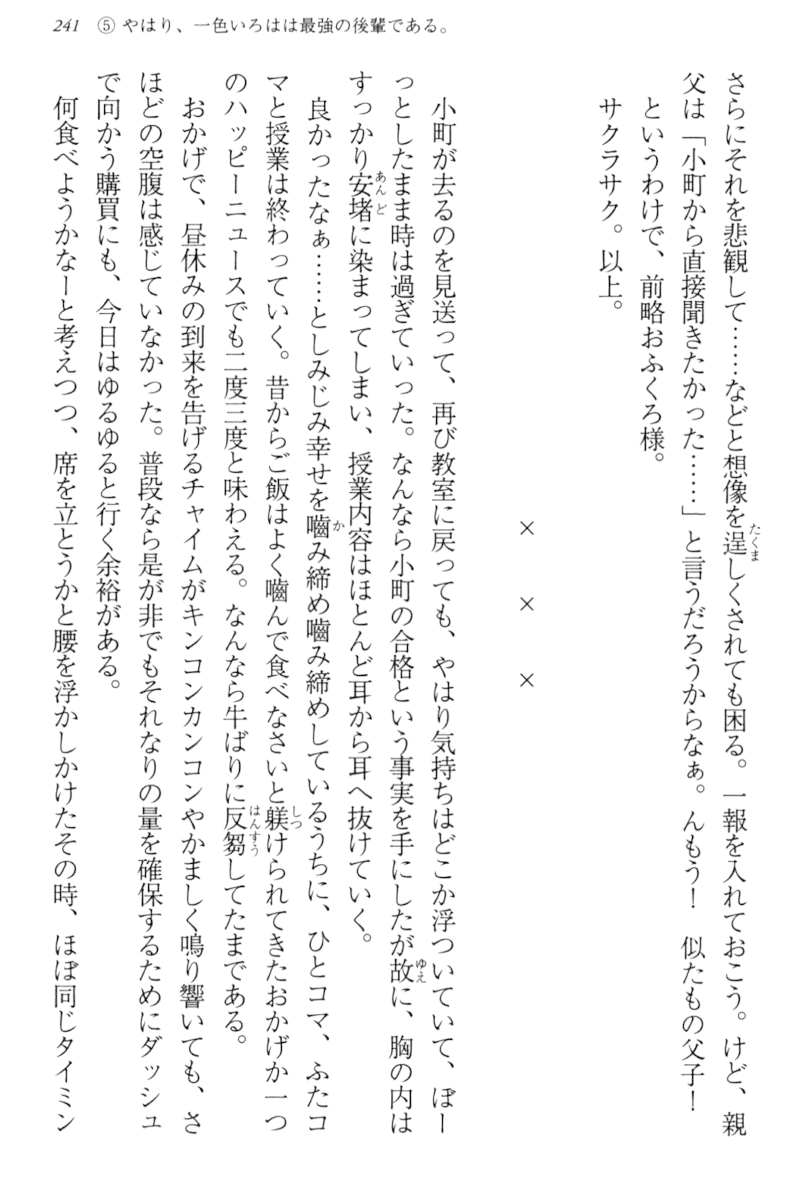 241 ⑤ やはり、一色いろはは最強の後輩である。
さらにそれを悲観して……などと想像を逞しくされても困る。一報を入れておこう。けど、親
父は「小町から直接聞きたかった……」と言うだろうからなぁ。んもう！　似たもの父子！
というわけで、前略おふくろ様。
サクラサク。以上。
×　×　×
小町が去るのを見送って、再び教室に戻っても、やはり気持ちはどこか浮ついていて、ぼー
っとしたまま時は過ぎていった。なんなら小町の合格という事実を手にしたが故に、胸の内は
すっかり安堵に染まってしまい、授業内容はほとんど耳から耳へ抜けていく。
良かったなぁ……としみじみ幸せを嚙み締め嚙み締めしているうちに、ひとコマ、ふたコ
マと授業は終わっていく。昔からご飯はよく嚙んで食べなさいと躾けられてきたおかげか一つ
のハッピーニュースでも二度三度と味わえる。なんなら牛ばりに反芻してたまである。
おかげで、昼休みの到来を告げるチャイムがキンコンカンコンやかましく鳴り響いても、さ
ほどの空腹は感じていなかった。普段なら是が非でもそれなりの量を確保するためにダッシュ
で向かう購買にも、今日はゆるゆると行く余裕がある。
何食べようかなーと考えつつ、席を立とうかと腰を浮かしかけたその時、ほぼ同じタイミン